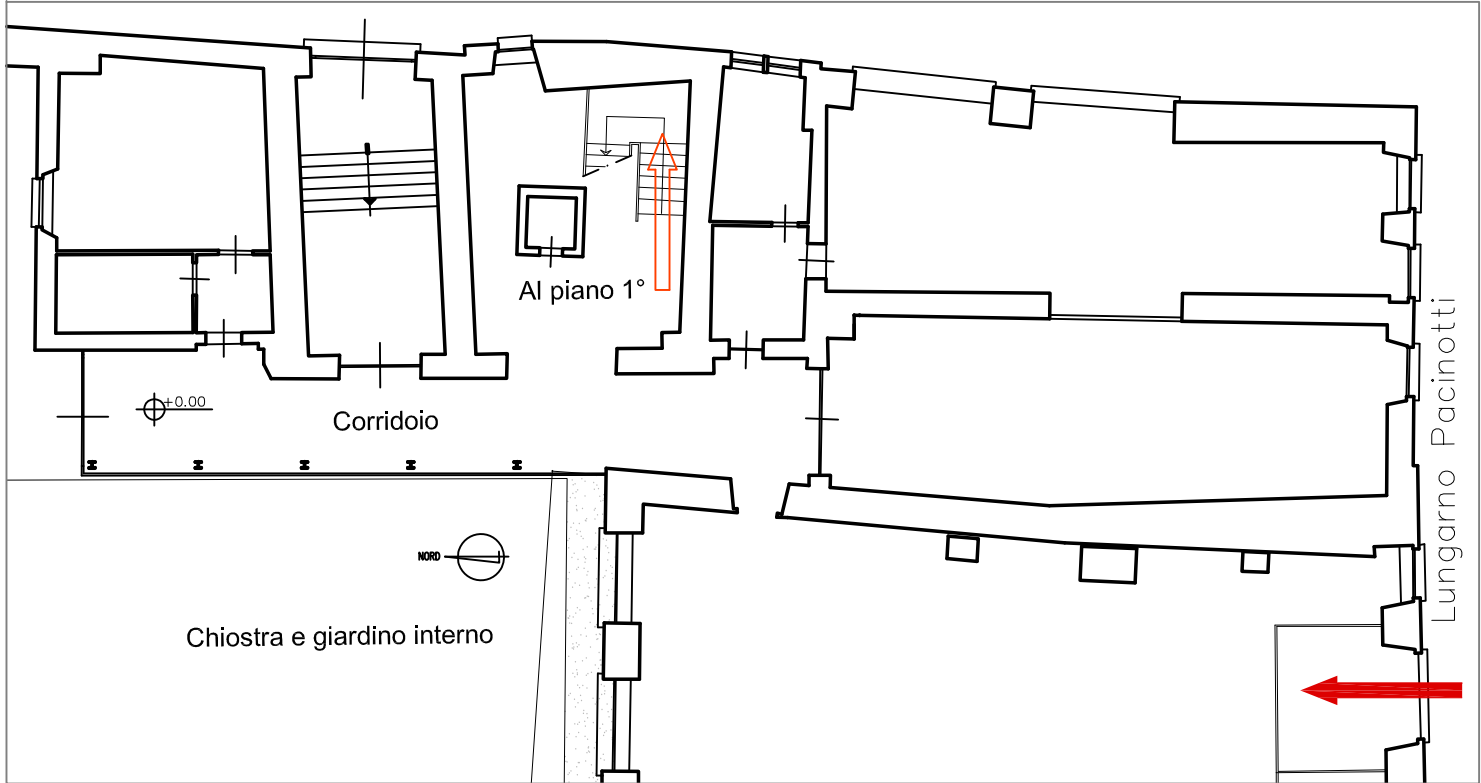 Al piano 1°
+0.00
Corridoio
NORD
Chiostra e giardino interno
Lungarno Pacinotti